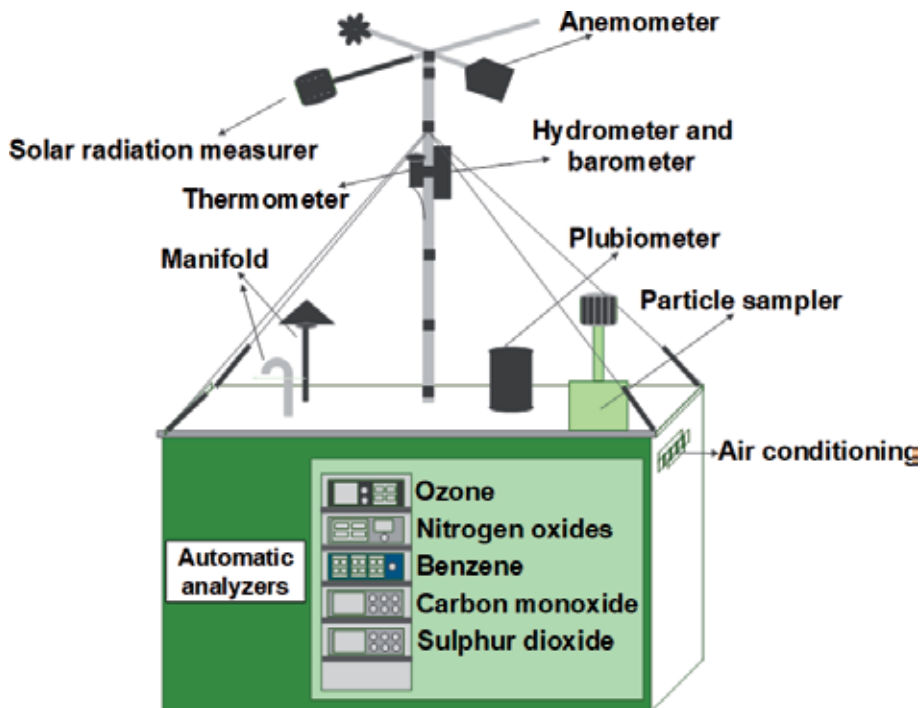 Anemometer
Solar radiation measurer
Hydrometer and
barometer
Thermometer
Plubiometer
Manifold
Particle sampler
Air conditioning
Ozone
Nitrogen oxides
Automatic
analyzers
Benzene
Carbon monoxide
Sulphur dioxide